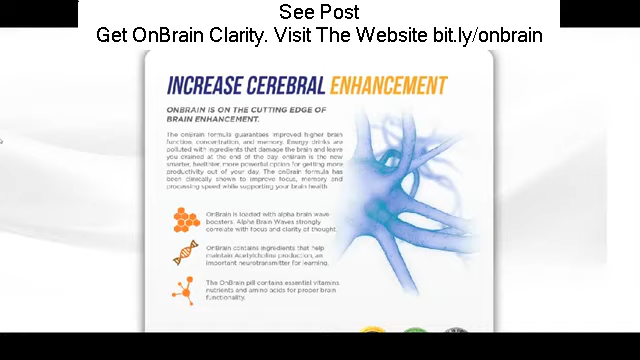 See Post
Get OnBrain Clarity. Visit The Website bit.ly/onbrain
INCREASE CEREBRAL ENHANCEMENT
ONBRAIN IS ON THE CUTTING EDGE OF
BRAIN ENHANCEMENT.
The onBrain formula guarantees improved higher brain
function, concentration, and memory. Energy drinks are
polluted with ingredients that damage the brain and leave
you drained at the end of the day. onBrain is the new
smarter, healthier, more powerful option for getting more
productivity out of your day. The OnBrain formula has
been clinically shown to improve focus, memory and
processing speed while supporting your brain health.
OnBrain is loaded with alpha brain wave
boosters. Alpha Brain Waves strongly
correlate with focus and clarity of thought.
OnBrain contains ingredients that help
maintain Acetylcholine production, an
important neurotransmitter for learning.
The OnBrain pill contains essential vitamins,
nutrients and amino acids for proper brain
functionality.